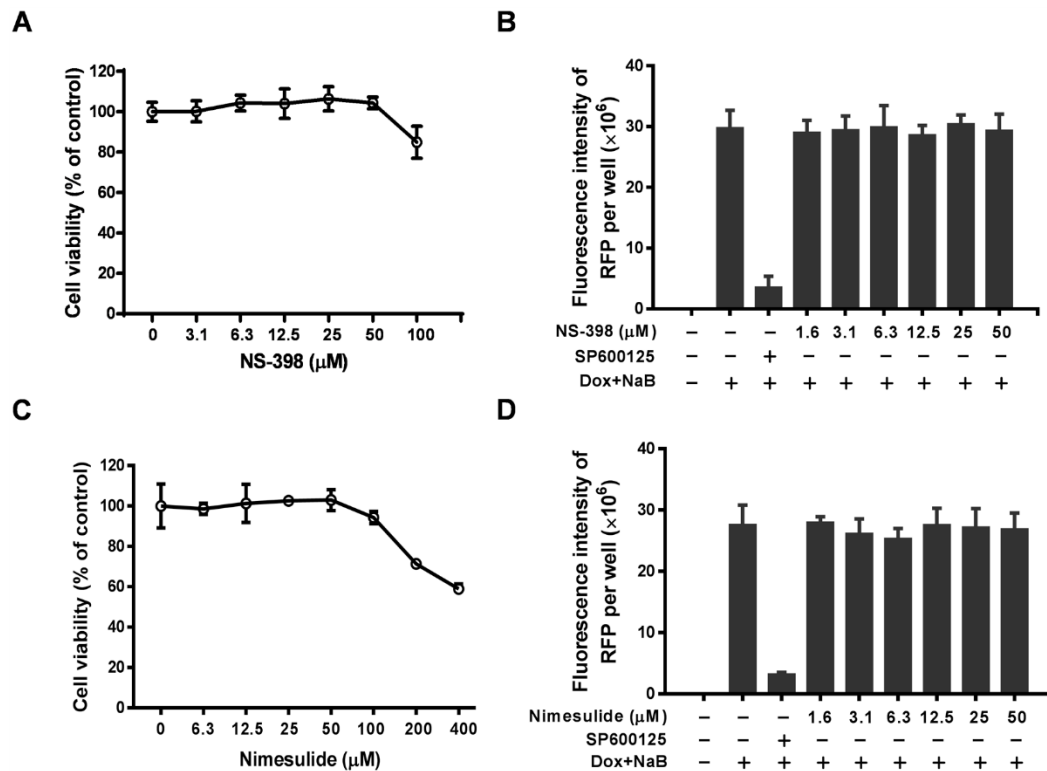 A
Cell viability (% of control)
120
100
80
60
40
20
0
0 3.1 6.3 12.5 25 50 100
NS-398 (μM)
B
Fluorescence intensity of
RFP per well (×10⁶)
40
30
20
10
0
NS-398 (μM) – – – 1.6 3.1 6.3 12.5 25 50
SP600125 – – + – – – – – –
Dox+NaB – + + + + + + + +
C
Cell viability (% of control)
120
100
80
60
40
20
0
0 6.3 12.5 25 50 100 200 400
Nimesulide (μM)
D
Fluorescence intensity of
RFP per well (×10⁶)
40
30
20
10
0
Nimesulide (μM) – – – 1.6 3.1 6.3 12.5 25 50
SP600125 – – + – – – – – –
Dox+NaB – + + + + + + + +